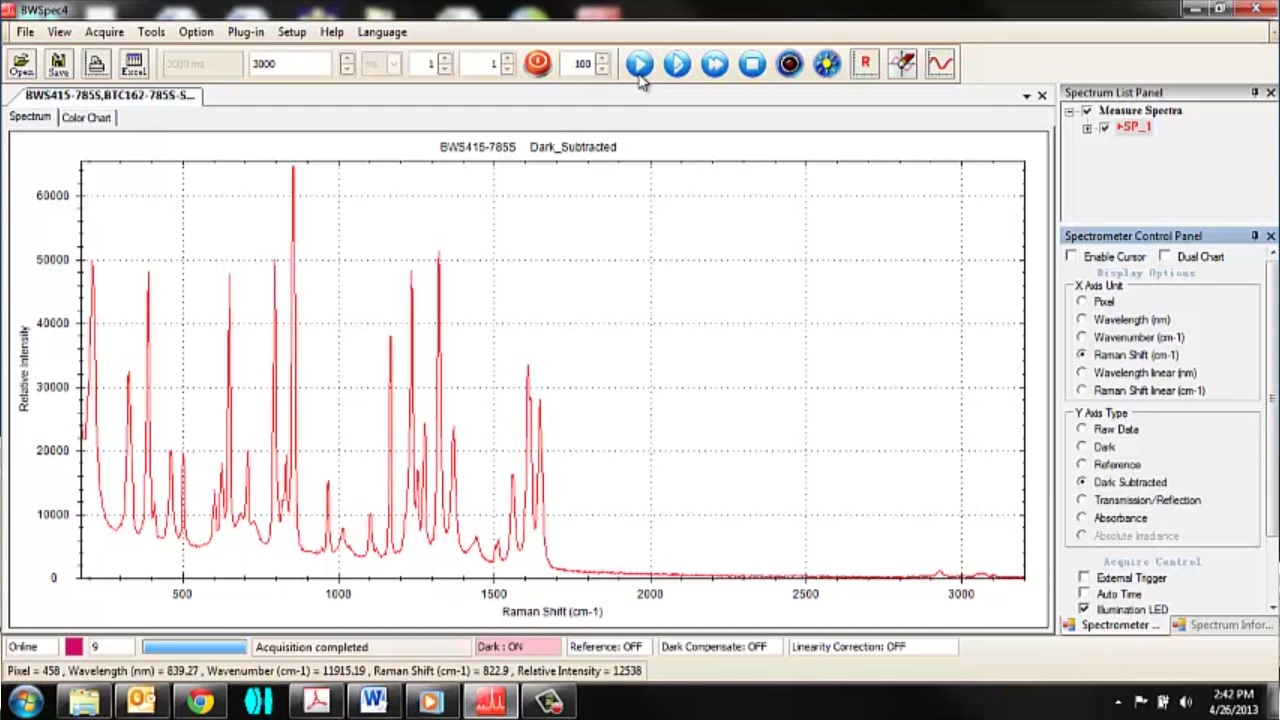 BWSpec4
File View Acquire Tools Option Plug-in Setup Help Language
Open Save Excel 3000 ms 3000 ms. 1 1 100 R
BWS415-785S,BTC162-785S-S...
Spectrum Color Chart
BWS415-785S Dark_Subtracted
Relative Intensity
60000
50000
40000
30000
20000
10000
0
500 1000 1500 2000 2500 3000
Raman Shift (cm-1)
Spectrum List Panel
Measure Spectra
SP_1
Spectrometer Control Panel
Enable Cursor Dual Chart
Display Options
X Axis Unit
Pixel
Wavelength (nm)
Wavenumber (cm-1)
Raman Shift (cm-1)
Wavelength linear (nm)
Raman Shift linear (cm-1)
Y Axis Type
Raw Data
Dark
Reference
Dark Subtracted
Transmission/Reflection
Absorbance
Absolute Irradiance
Acquire Control
External Trigger
Auto Time
Illumination LED
Spectrometer ... Spectrum Infor...
Online 9 Acquisition completed Dark : ON Reference: OFF Dark Compensate: OFF Linearity Correction: OFF
Pixel = 458, Wavelength (nm) = 839.27, Wavenumber (cm-1) = 11915.19, Raman Shift (cm-1) = 822.9 , Relative Intensity = 12538
2:42 PM
4/26/2013